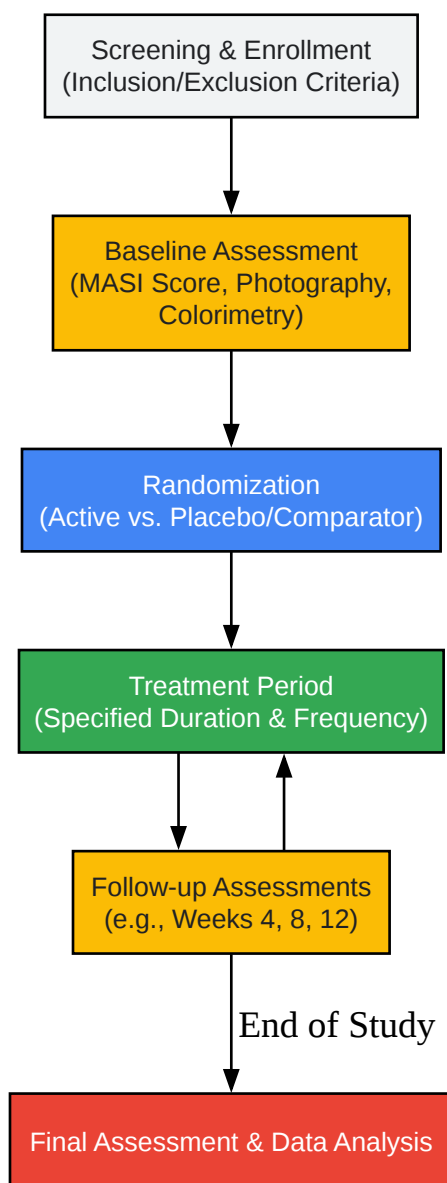 Screening & Enrollment
(Inclusion/Exclusion Criteria)
Baseline Assessment
(MASI Score, Photography,
Colorimetry)
Randomization
(Active vs. Placebo/Comparator)
Treatment Period
(Specified Duration & Frequency)
Follow-up Assessments
(e.g., Weeks 4, 8, 12)
End of Study
Final Assessment & Data Analysis